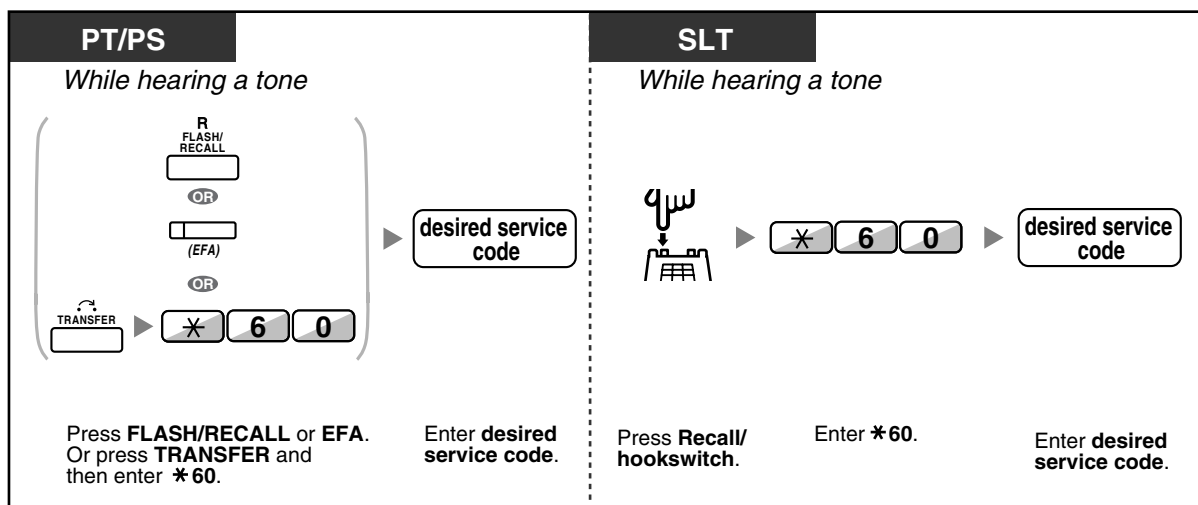 PT/PS
While hearing a tone
R
FLASH/
RECALL
OR
(EFA)
OR
TRANSFER
* 6 0
desired service
code
Press FLASH/RECALL or EFA.
Or press TRANSFER and
then enter *60.
Enter desired
service code.
SLT
While hearing a tone
* 6 0
desired service
code
Press Recall/
hookswitch.
Enter *60.
Enter desired
service code.